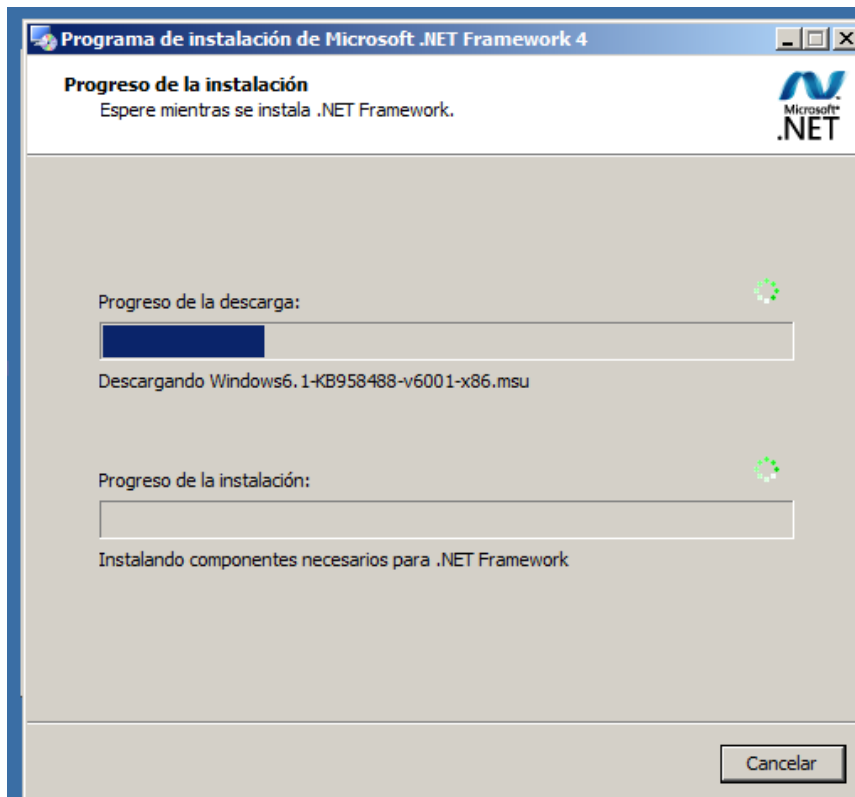 Programa de instalación de Microsoft .NET Framework 4
Progreso de la instalación
Espere mientras se instala .NET Framework.
Microsoft®
.NET
Progreso de la descarga:
Descargando Windows6.1-KB958488-v6001-x86.msu
Progreso de la instalación:
Instalando componentes necesarios para .NET Framework
Cancelar